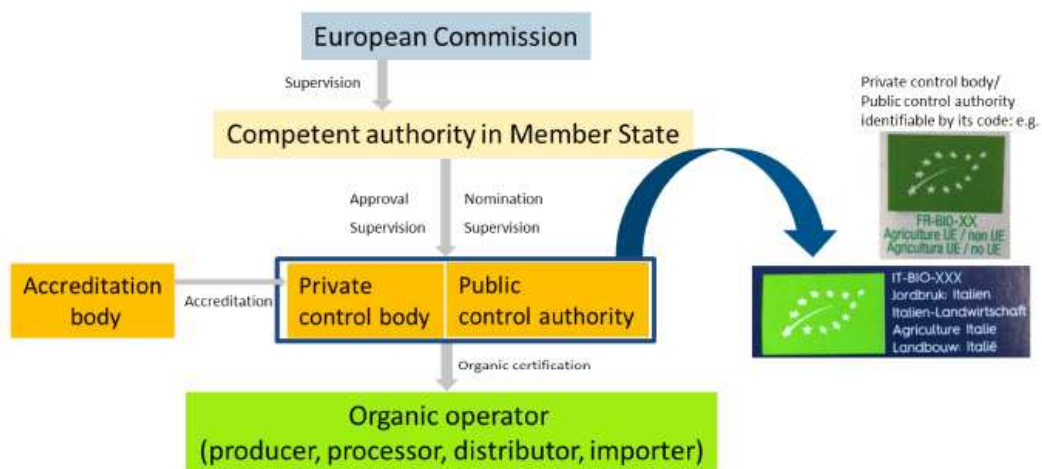 European Commission
Supervision
Competent authority in Member State
Private control body/
Public control authority
identifiable by its code: e.g.
Approval
Nomination
Supervision
Supervision
FR-BIO-XX
Agriculture UE / non UE
Agricultura UE / no UE
Accreditation
body
Accreditation
Private
control body
Public
control authority
IT-BIO-XXX
Jordbruk: Italien
Italien-Landwirtschaft
Agriculture Italie
Landbouw: Italië
Organic certification
Organic operator
(producer, processor, distributor, importer)